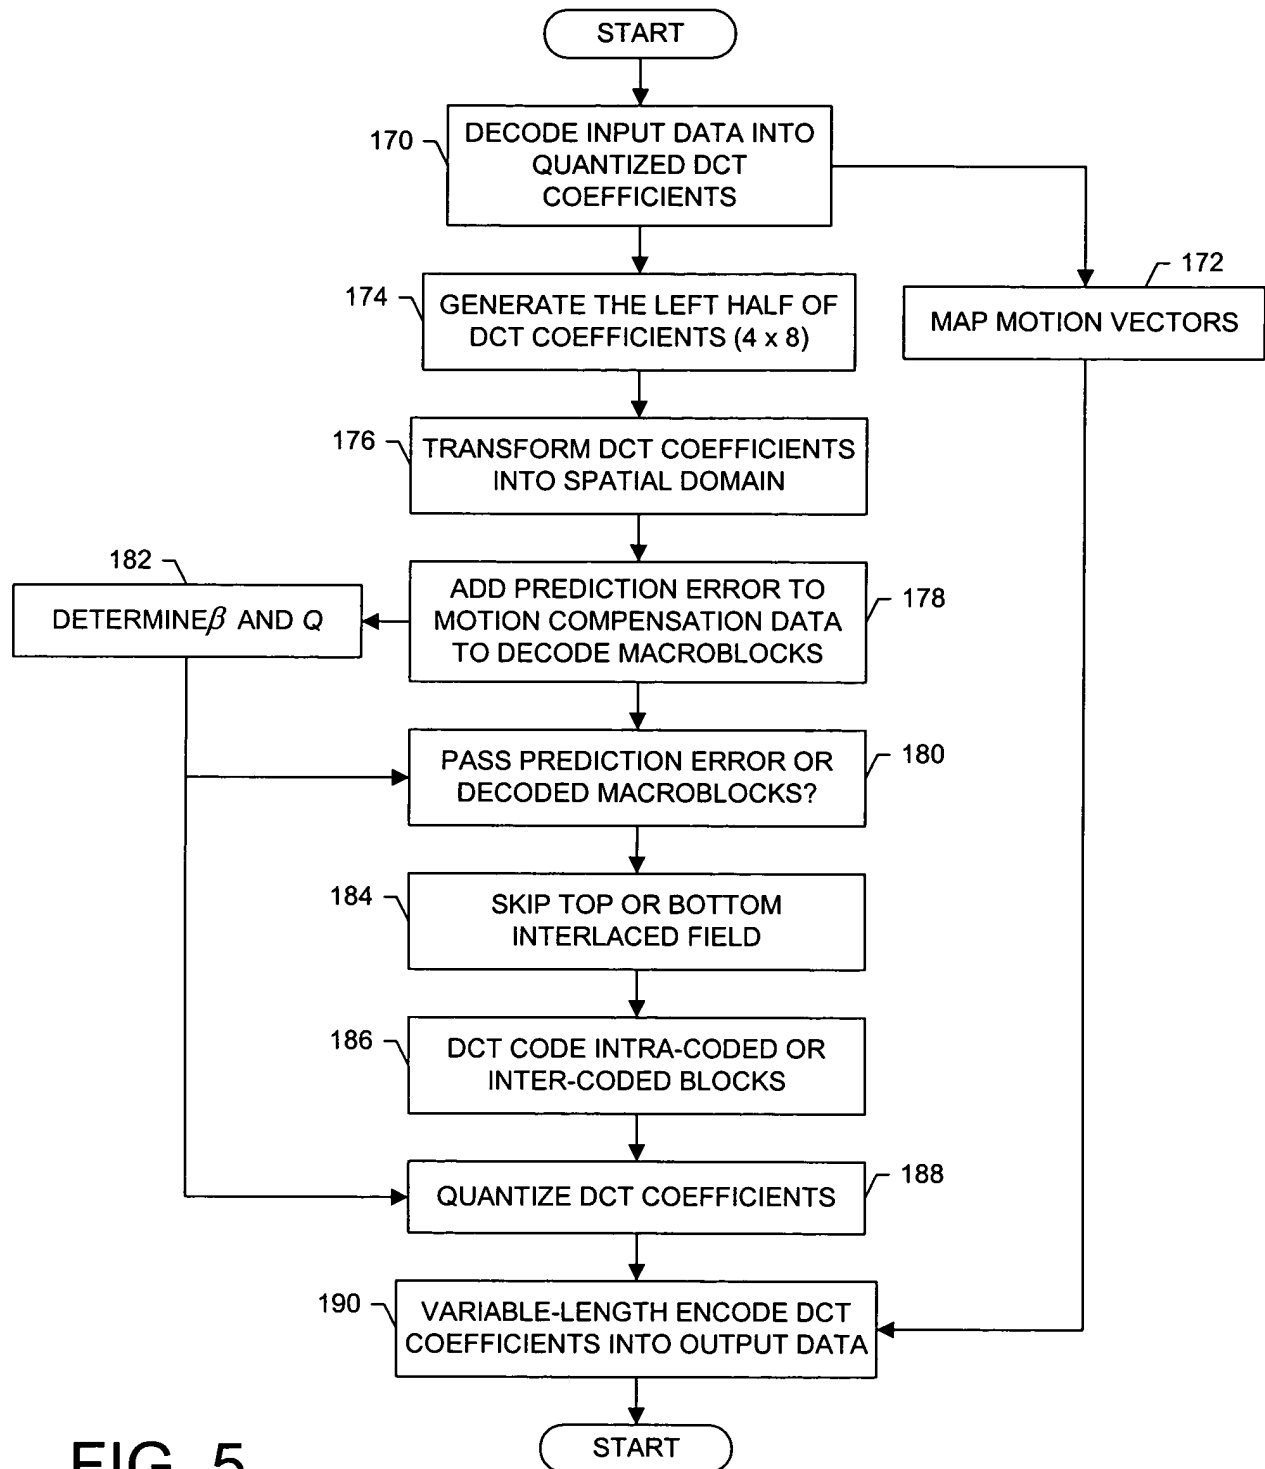 START
170
DECODE INPUT DATA INTO
QUANTIZED DCT
COEFFICIENTS
172
MAP MOTION VECTORS
174
GENERATE THE LEFT HALF OF
DCT COEFFICIENTS (4 x 8)
176
TRANSFORM DCT COEFFICIENTS
INTO SPATIAL DOMAIN
182
DETERMINE β AND Q
ADD PREDICTION ERROR TO
MOTION COMPENSATION DATA
TO DECODE MACROBLOCKS
178
PASS PREDICTION ERROR OR
DECODED MACROBLOCKS?
180
184
SKIP TOP OR BOTTOM
INTERLACED FIELD
186
DCT CODE INTRA-CODED OR
INTER-CODED BLOCKS
QUANTIZE DCT COEFFICIENTS
188
190
VARIABLE-LENGTH ENCODE DCT
COEFFICIENTS INTO OUTPUT DATA
START
FIG. 5